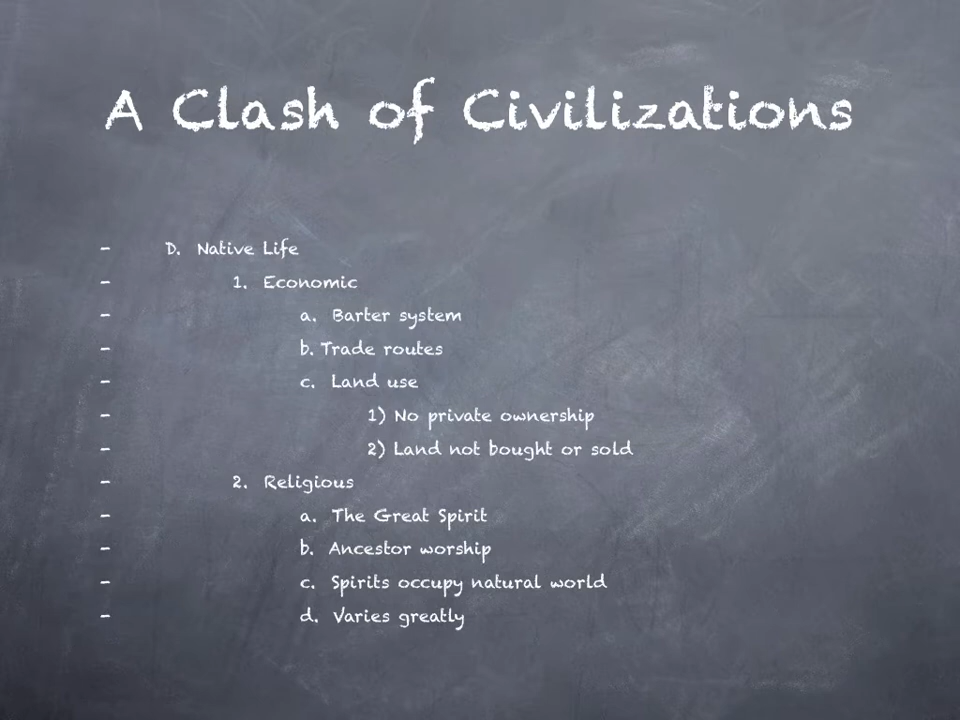 A Clash of Civilizations
- D. Native Life
- 1. Economic
- a. Barter system
- b. Trade routes
- c. Land use
- 1) No private ownership
- 2) Land not bought or sold
- 2. Religious
- a. The Great Spirit
- b. Ancestor worship
- c. Spirits occupy natural world
- d. Varies greatly